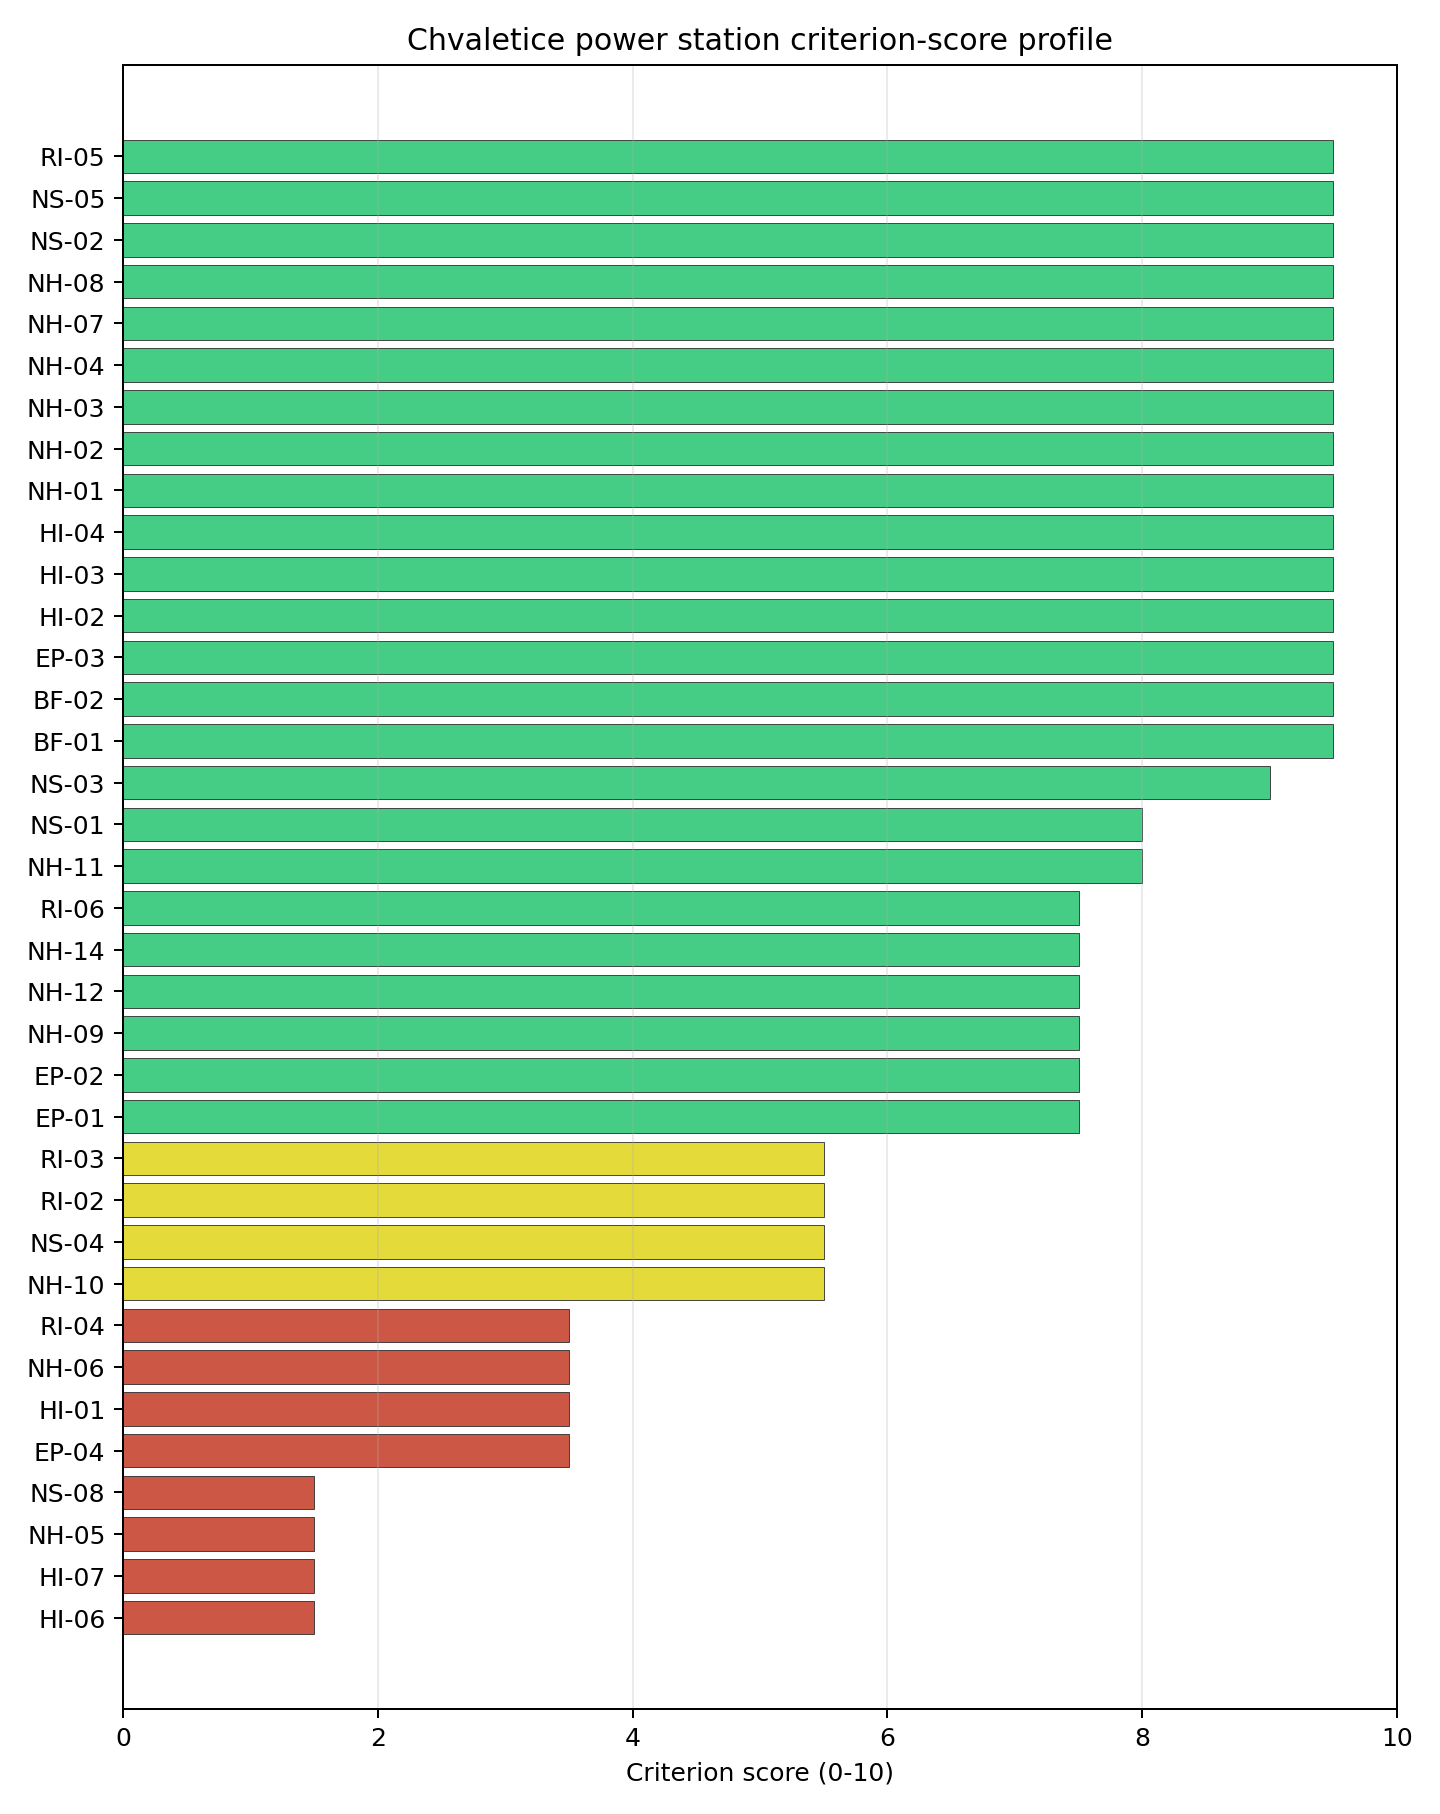 Chvaletice power station criterion-score profile
RI-05
NS-05
NS-02
NH-08
NH-07
NH-04
NH-03
NH-02
NH-01
HI-04
HI-03
HI-02
EP-03
BF-02
BF-01
NS-03
NS-01
NH-11
RI-06
NH-14
NH-12
NH-09
EP-02
EP-01
RI-03
RI-02
NS-04
NH-10
RI-04
NH-06
HI-01
EP-04
NS-08
NH-05
HI-07
HI-06
0 2 4 6 8 10
Criterion score (0-10)